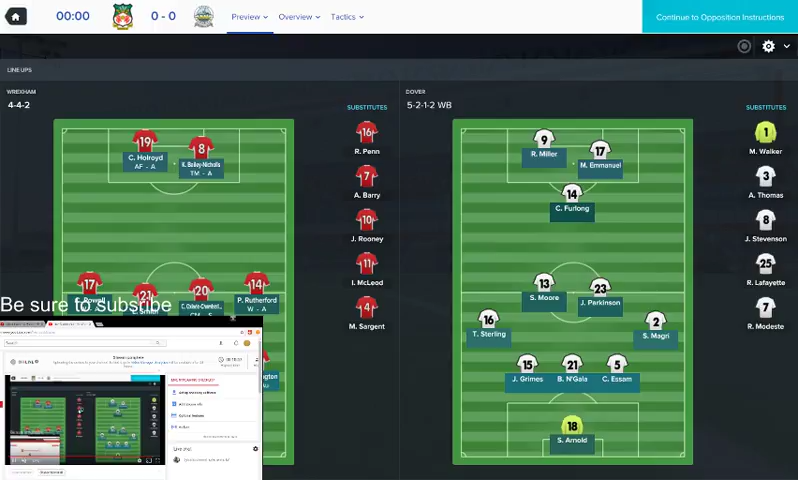 00:00
0 - 0
Preview
Overview
Tactics
Continue to Opposition Instructions
LINE UPS
WREXHAM
4-4-2
SUBSTITUTES
19
C. Holroyd
AF - A
8
K. Bailey-Nicholls
TM - A
16
R. Penn
7
A. Barry
10
J. Rooney
11
I. McLeod
4
M. Sargent
17
21
20
14
P. Rutherford
W - A
Be sure to subscribe
Live chat
DOVER
5-2-1-2 WB
SUBSTITUTES
9
R. Miller
17
M. Emmanuel
14
C. Furlong
13
S. Moore
23
J. Parkinson
16
T. Sterling
2
S. Magri
15
J. Grimes
21
B. N'Gala
5
C. Essam
18
S. Arnold
1
M. Walker
3
A. Thomas
8
J. Stevenson
25
R. Lafayette
7
R. Modeste